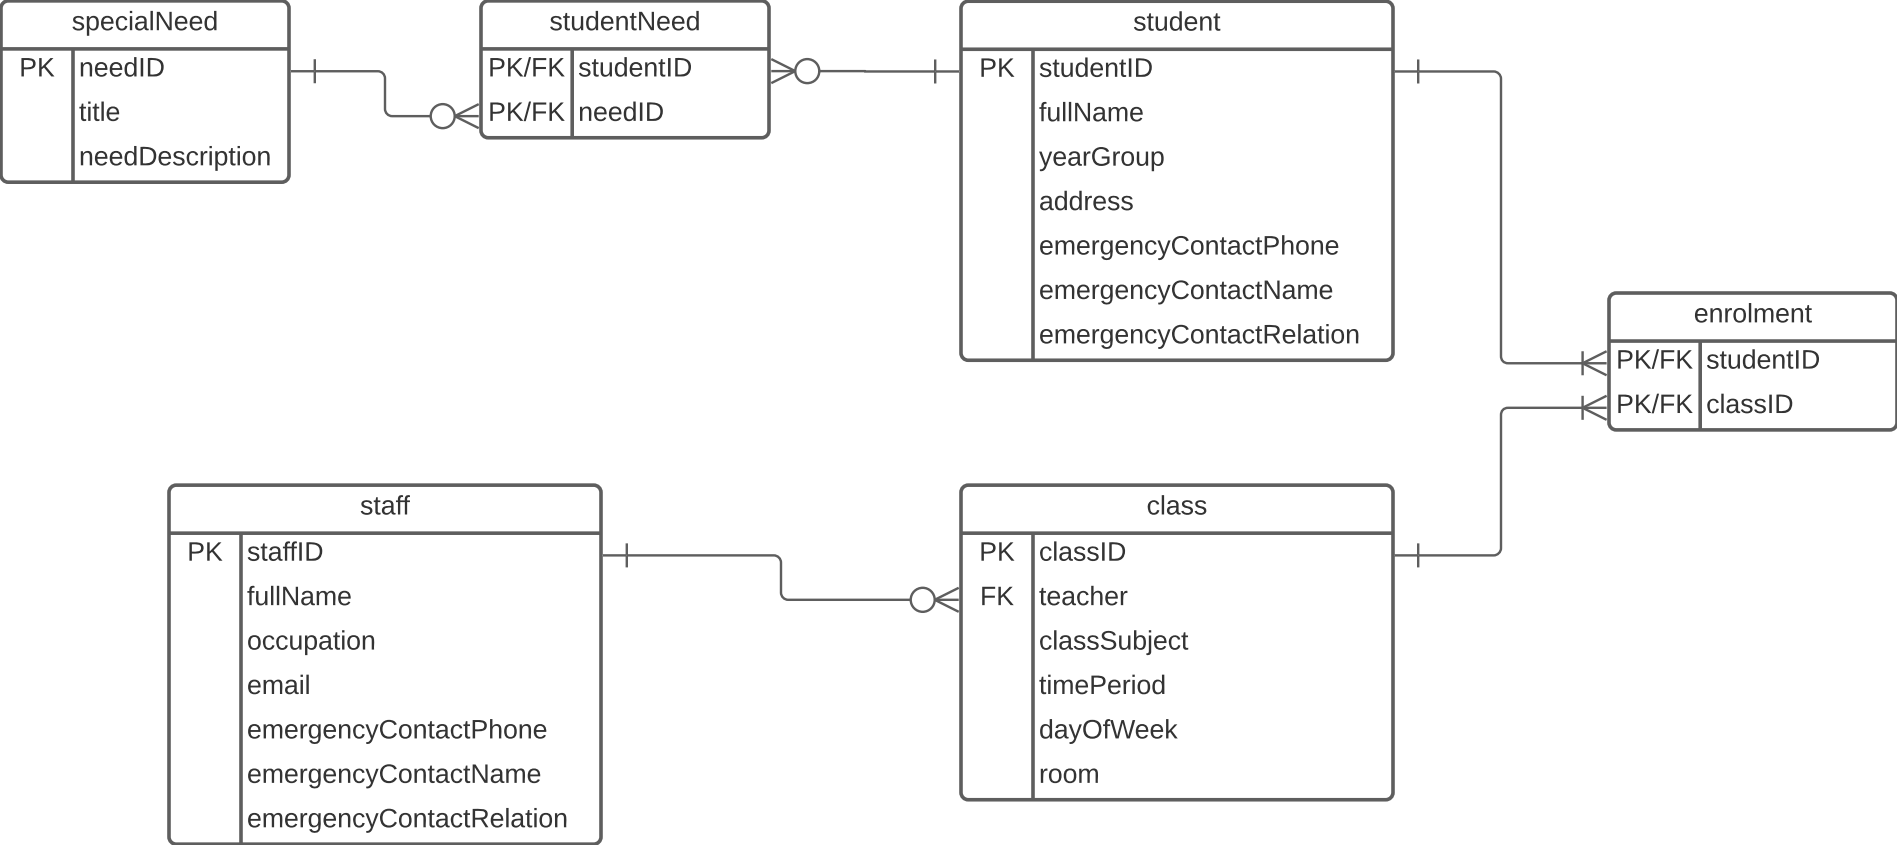 specialNeed
PK needID
title
needDescription
studentNeed
PK/FK studentID
PK/FK needID
student
PK studentID
fullName
yearGroup
address
emergencyContactPhone
emergencyContactName
emergencyContactRelation
enrolment
PK/FK studentID
PK/FK classID
staff
PK staffID
fullName
occupation
email
emergencyContactPhone
emergencyContactName
emergencyContactRelation
class
PK classID
FK teacher
classSubject
timePeriod
dayOfWeek
room